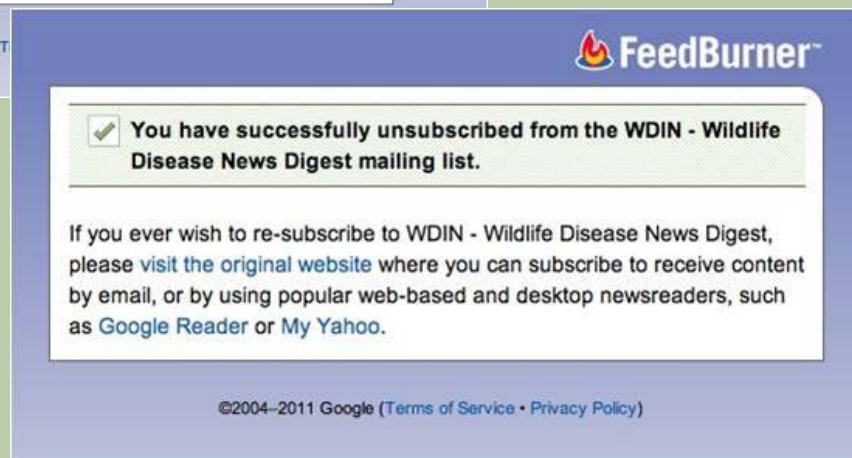 T
FeedBurner™
You have successfully unsubscribed from the WDIN - Wildlife
Disease News Digest mailing list.
If you ever wish to re-subscribe to WDIN - Wildlife Disease News Digest,
please visit the original website where you can subscribe to receive content
by email, or by using popular web-based and desktop newsreaders, such
as Google Reader or My Yahoo.
©2004–2011 Google (Terms of Service • Privacy Policy)